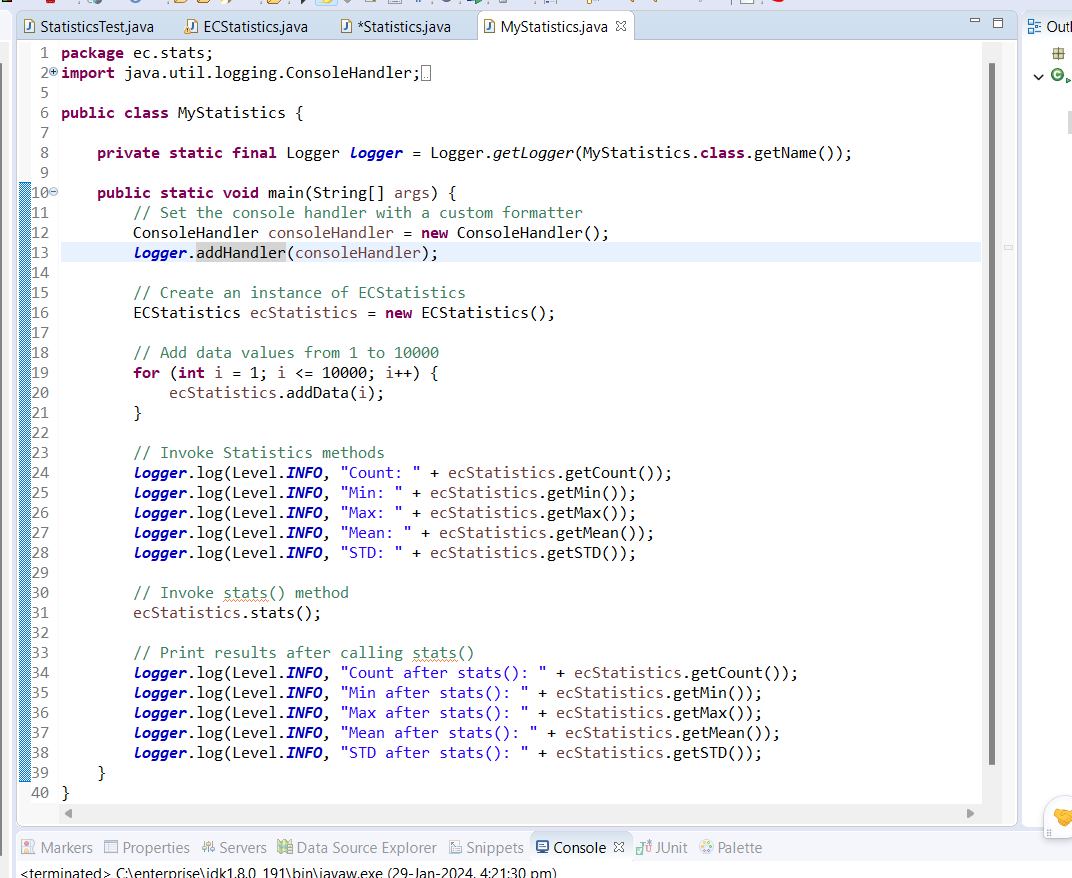 StatisticsTest.java ECStatistics.java *Statistics.java MyStatistics.java Outl
1 package ec.stats;
2 import java.util.logging.ConsoleHandler;
5
6 public class MyStatistics {
7
8 private static final Logger logger = Logger.getLogger(MyStatistics.class.getName());
9
10 public static void main(String[] args) {
11 // Set the console handler with a custom formatter
12 ConsoleHandler consoleHandler = new ConsoleHandler();
13 logger.addHandler(consoleHandler);
14
15 // Create an instance of ECStatistics
16 ECStatistics ecStatistics = new ECStatistics();
17
18 // Add data values from 1 to 10000
19 for (int i = 1; i <= 10000; i++) {
20 ecStatistics.addData(i);
21 }
22
23 // Invoke Statistics methods
24 logger.log(Level.INFO, "Count: " + ecStatistics.getCount());
25 logger.log(Level.INFO, "Min: " + ecStatistics.getMin());
26 logger.log(Level.INFO, "Max: " + ecStatistics.getMax());
27 logger.log(Level.INFO, "Mean: " + ecStatistics.getMean());
28 logger.log(Level.INFO, "STD: " + ecStatistics.getSTD());
29
30 // Invoke stats() method
31 ecStatistics.stats();
32
33 // Print results after calling stats()
34 logger.log(Level.INFO, "Count after stats(): " + ecStatistics.getCount());
35 logger.log(Level.INFO, "Min after stats(): " + ecStatistics.getMin());
36 logger.log(Level.INFO, "Max after stats(): " + ecStatistics.getMax());
37 logger.log(Level.INFO, "Mean after stats(): " + ecStatistics.getMean());
38 logger.log(Level.INFO, "STD after stats(): " + ecStatistics.getSTD());
39 }
40 }
Markers Properties Servers Data Source Explorer Snippets Console JUnit Palette
<terminated> C:\enterprise\jdk1.8.0_191\bin\javaw.exe (29-Jan-2024, 4:21:30 pm)